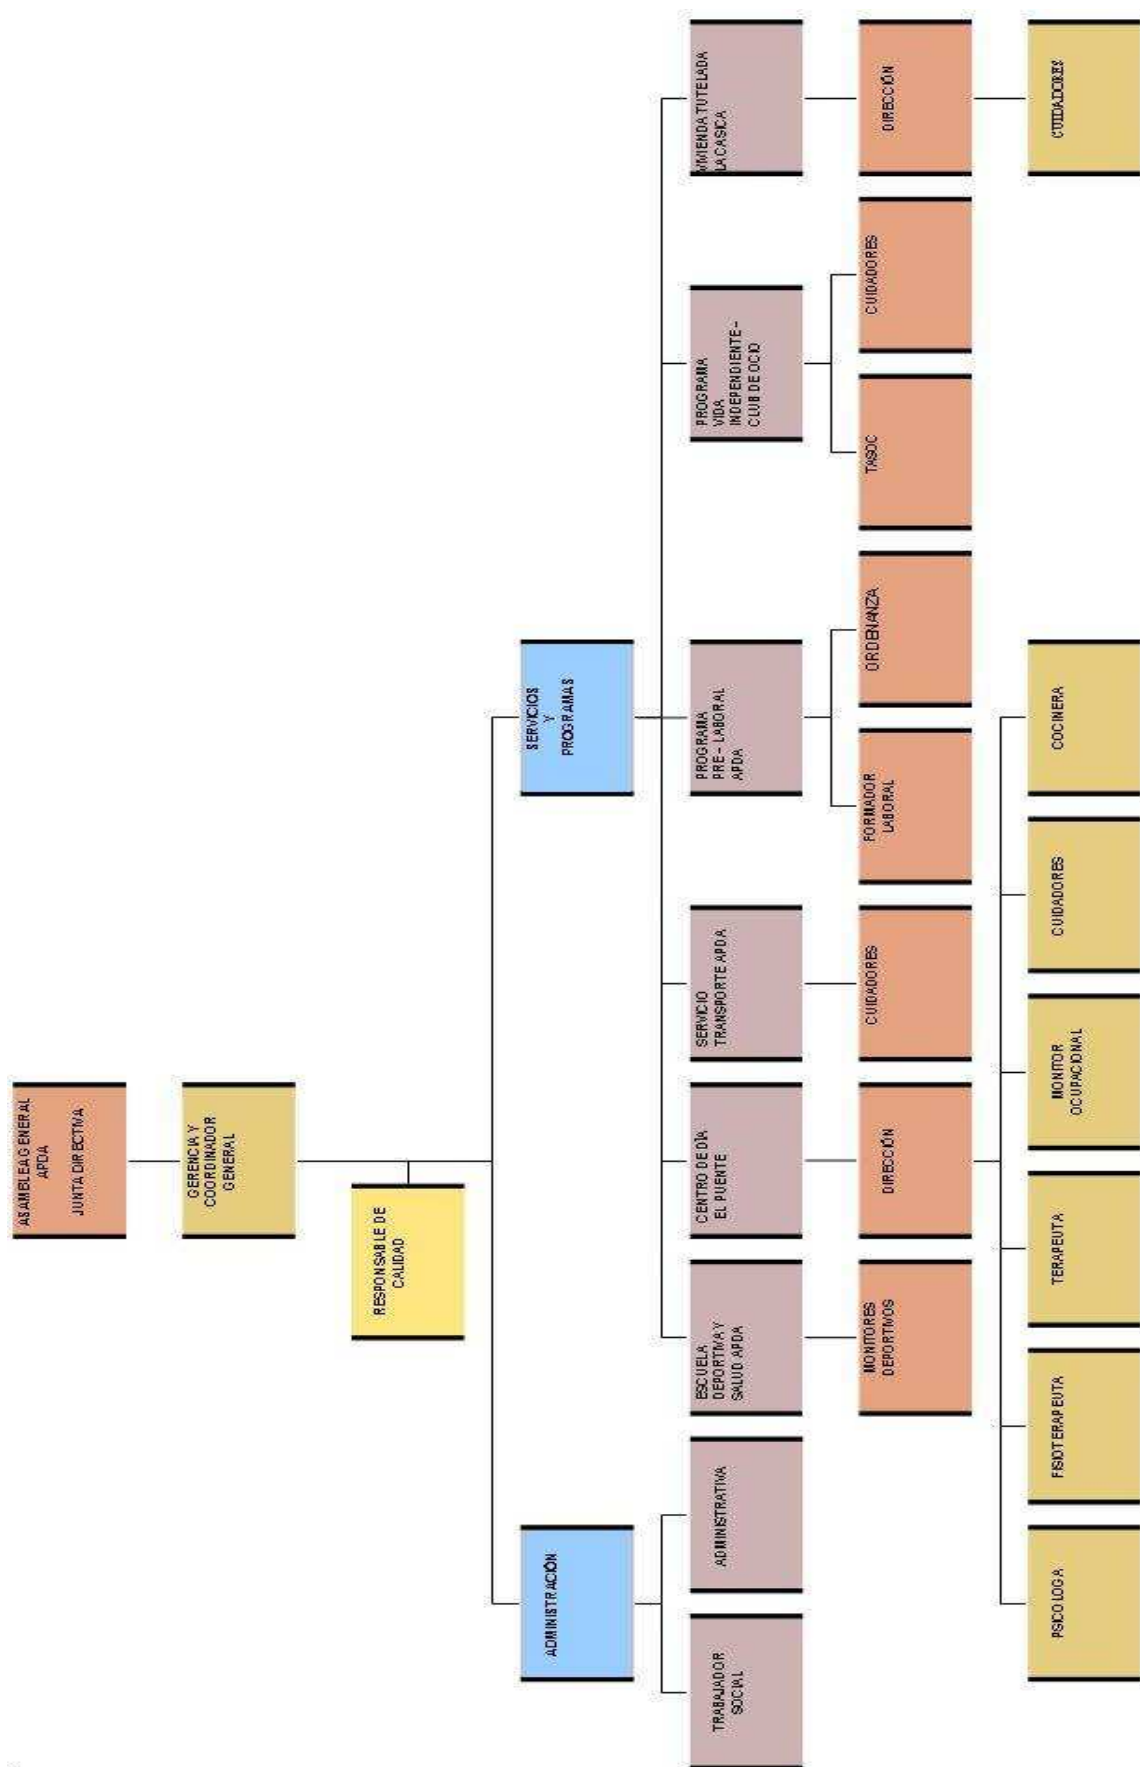 ASAMBLEA GENERAL
APDA
JUNTA DIRECTIVA
GERENCIA Y
COORDINADOR
GENERAL
RESPONSABLE DE
CALIDAD
ADMINISTRACIÓN
SERVICIOS
Y
PROGRAMAS
TRABAJADOR
SOCIAL
ADMINISTRATIVA
ESCUELA
DEPORTIVA Y
SALUD APDA
CENTRO DE DÍA
EL PUENTE
SERVICIO
TRANSPORTE APDA
PROGRAMA
PRE - LABORAL
APDA
PROGRAMA
VIDA
INDEPENDIENTE -
CLUB DE OCIO
VIVIENDA TUTELADA
LA CASICA
MONITORES
DEPORTIVOS
DIRECCIÓN
CUIDADORES
FORMADOR
LABORAL
ORDENANZA
TASOC
CUIDADORES
DIRECCIÓN
PSICOLOGA
FISIOTERAPEUTA
TERAPEUTA
MONITOR
OCUPACIONAL
CUIDADORES
COCINERA
CUIDADORES